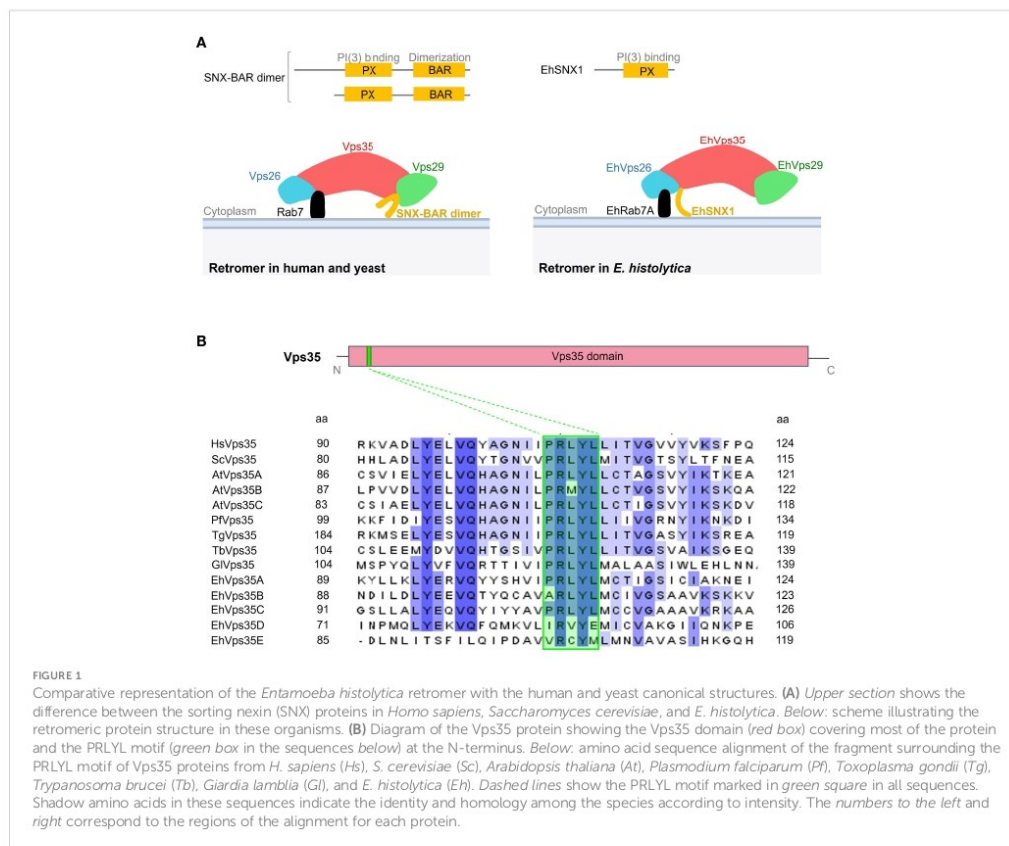 A
PI(3) binding Dimerization
SNX-BAR dimer
PX BAR
PX BAR
PI(3) binding
EhSNX1
PX
Vps35
Vps26
Vps29
Cytoplasm
Rab7
SNX-BAR dimer
Retromer in human and yeast
EhVps35
EhVps26
EhVps29
Cytoplasm
EhRab7A
EhSNX1
Retromer in E. histolytica
B
Vps35
Vps35 domain
N
C
aa aa
HsVps35 90 RKVADLYELVQYAGNIIPRLYLLITVGVVYVKSFPQ 124
ScVps35 80 HHLADLYELVQYTGNVVPRLYLMITVGTSYLTFNEA 115
AtVps35A 86 CSVIELYELVQHAGNILPRLYLLCTAGSVYIKTKEA 121
AtVps35B 87 LPVVDLYELVQHAGNILPRMYLLCTVGSVYIKSKQA 122
AtVps35C 83 CSIAELYELVQHAGNILPRLYLLCTIGSVYIKSKDV 118
PfVps35 99 KKFIDIYESVQHAGNIIPRLYLLIIVGRNYIKNKDI 134
TgVps35 184 RKMSELYESVQHAGNIIPRLYLLITVGASYIKSREA 119
TbVps35 104 CSLEEMYDVVQHTGSIVPRLYLLITVGSVAIKSGEQ 139
GlVps35 104 MSPYQLYVFVQRTTIVIPRLYLMALAASIWLEHLNN 139
EhVps35A 89 KYLLKLYERVQYYSHVIPRLYLMCTIGSICIAKNEI 124
EhVps35B 88 NDILDLYEEVQYTQCAVARLYLMCIVGSAAVKSKKV 123
EhVps35C 91 GSLLALYEQVQYIYYAVPRLYLMCCVGAAAVKRKAA 126
EhVps35D 71 INPMQLYEKVQFQMKVLIRVYEMICVAKGIIQNKPE 106
EhVps35E 85 -DLNLITSFILQIPDAVVRCYMLMNVAVASIHKGQH 119
FIGURE 1
Comparative representation of the Entamoeba histolytica retromer with the human and yeast canonical structures. (A) Upper section shows the
difference between the sorting nexin (SNX) proteins in Homo sapiens, Saccharomyces cerevisiae, and E. histolytica. Below: scheme illustrating the
retromeric protein structure in these organisms. (B) Diagram of the Vps35 protein showing the Vps35 domain (red box) covering most of the protein
and the PRLYL motif (green box in the sequences below) at the N-terminus. Below: amino acid sequence alignment of the fragment surrounding the
PRLYL motif of Vps35 proteins from H. sapiens (Hs), S. cerevisiae (Sc), Arabidopsis thaliana (At), Plasmodium falciparum (Pf), Toxoplasma gondii (Tg),
Trypanosoma brucei (Tb), Giardia lamblia (Gl), and E. histolytica (Eh). Dashed lines show the PRLYL motif marked in green square in all sequences.
Shadow amino acids in these sequences indicate the identity and homology among the species according to intensity. The numbers to the left and
right correspond to the regions of the alignment for each protein.